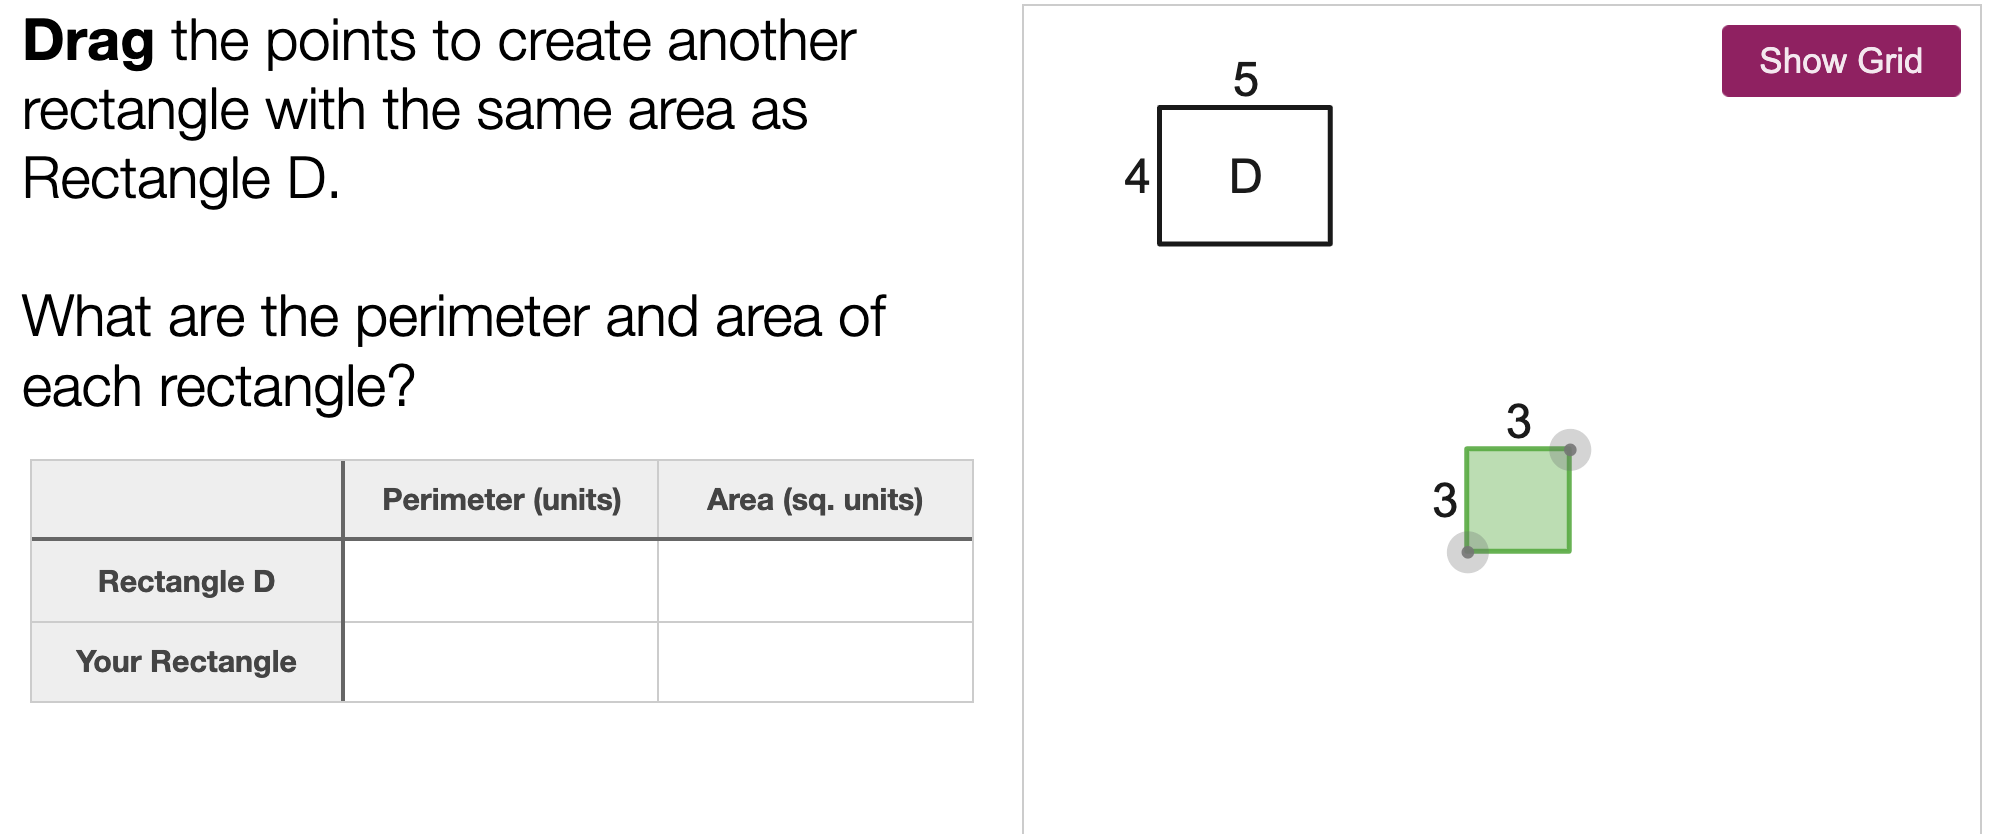 Drag the points to create another
rectangle with the same area as
Rectangle D.
What are the perimeter and area of
each rectangle?
Perimeter (units) Area (sq. units)
Rectangle D
Your Rectangle
Show Grid
5
4 D
3
3